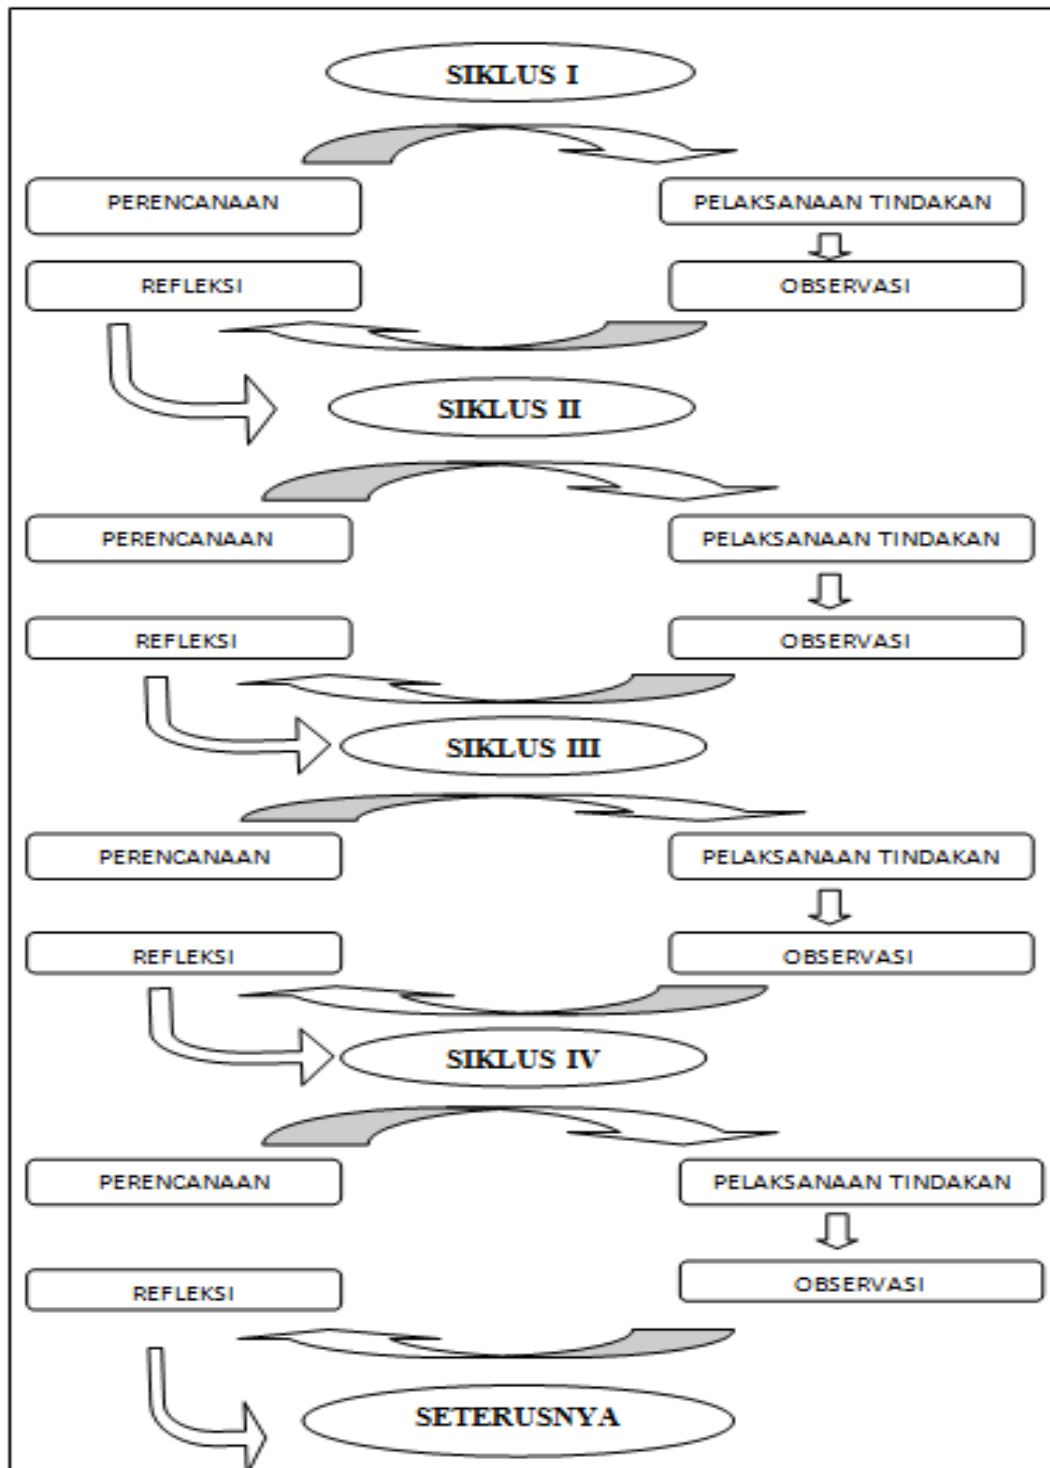 SIKLUS I
PERENCANAAN
PELAKSANAAN TINDAKAN
REFLEKSI
OBSERVASI
SIKLUS II
PERENCANAAN
PELAKSANAAN TINDAKAN
REFLEKSI
OBSERVASI
SIKLUS III
PERENCANAAN
PELAKSANAAN TINDAKAN
REFLEKSI
OBSERVASI
SIKLUS IV
PERENCANAAN
PELAKSANAAN TINDAKAN
REFLEKSI
OBSERVASI
SETERUSNYA